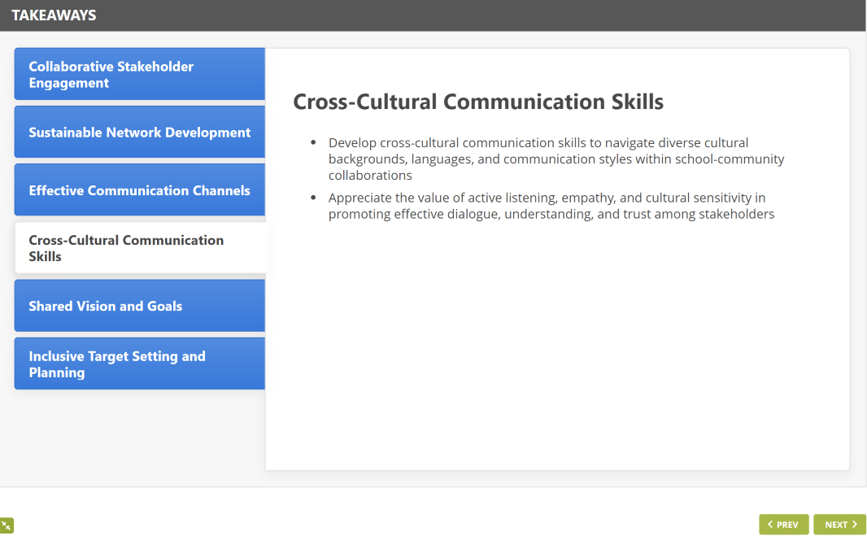 TAKEAWAYS
Collaborative Stakeholder
Engagement
Sustainable Network Development
Effective Communication Channels
Cross-Cultural Communication
Skills
Shared Vision and Goals
Inclusive Target Setting and
Planning
Cross-Cultural Communication Skills
• Develop cross-cultural communication skills to navigate diverse cultural
backgrounds, languages, and communication styles within school-community
collaborations
• Appreciate the value of active listening, empathy, and cultural sensitivity in
promoting effective dialogue, understanding, and trust among stakeholders
PREV
NEXT